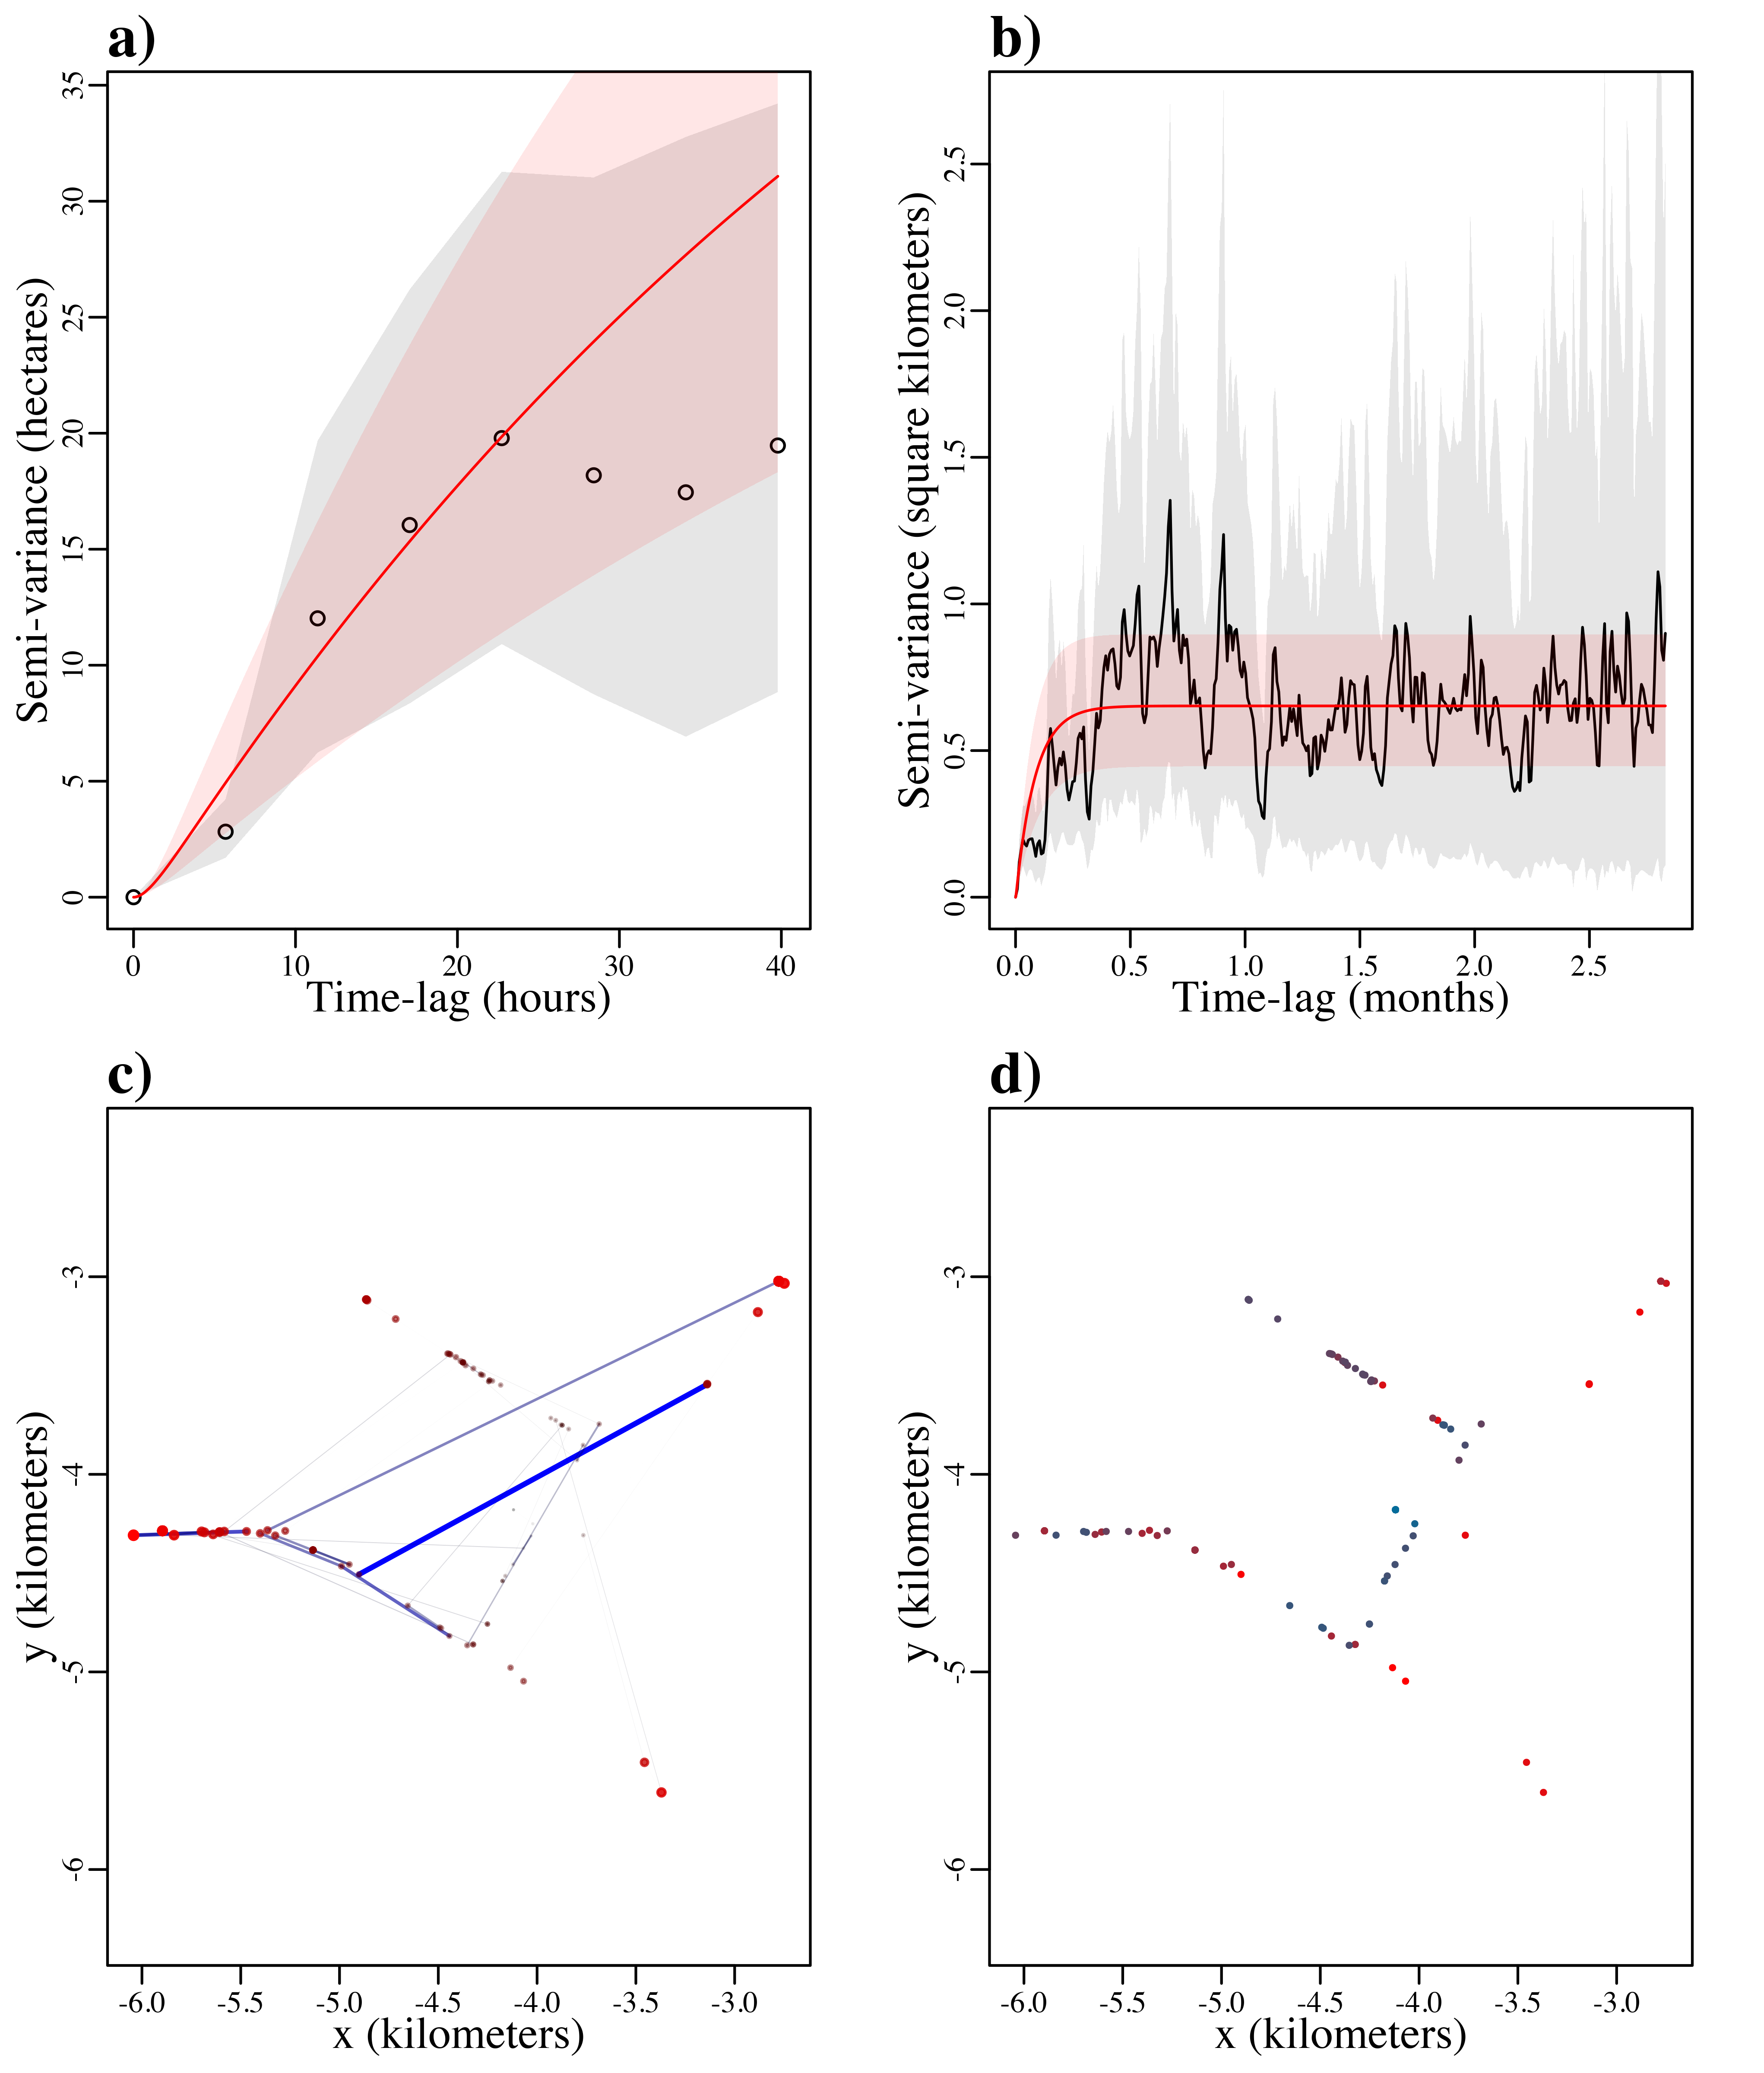 a)
Semi-variance (hectares)
35
30
25
20
15
10
5
0
0 10 20 30 40
Time-lag (hours)
b)
Semi-variance (square kilometers)
2.5
2.0
1.5
1.0
0.5
0.0
0.0 0.5 1.0 1.5 2.0 2.5
Time-lag (months)
c)
y (kilometers)
-3
-4
-5
-6
-6.0 -5.5 -5.0 -4.5 -4.0 -3.5 -3.0
x (kilometers)
d)
y (kilometers)
-3
-4
-5
-6
-6.0 -5.5 -5.0 -4.5 -4.0 -3.5 -3.0
x (kilometers)